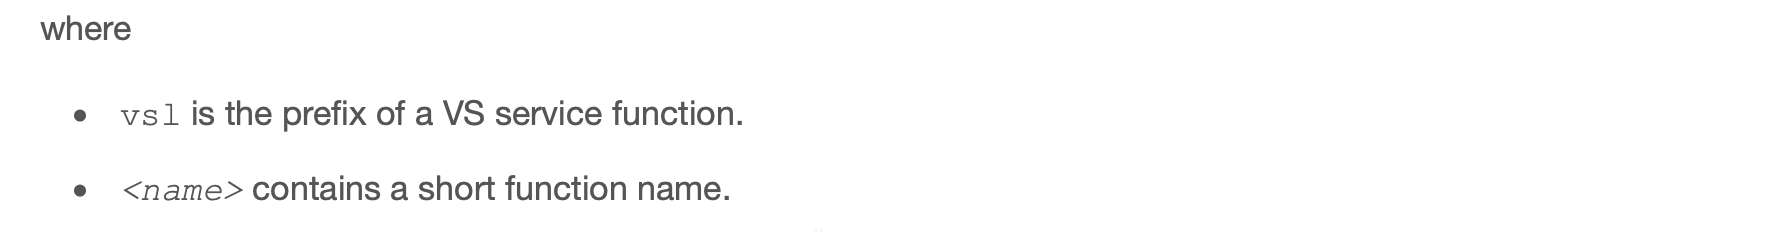 where
• vsl is the prefix of a VS service function.
• <name> contains a short function name.